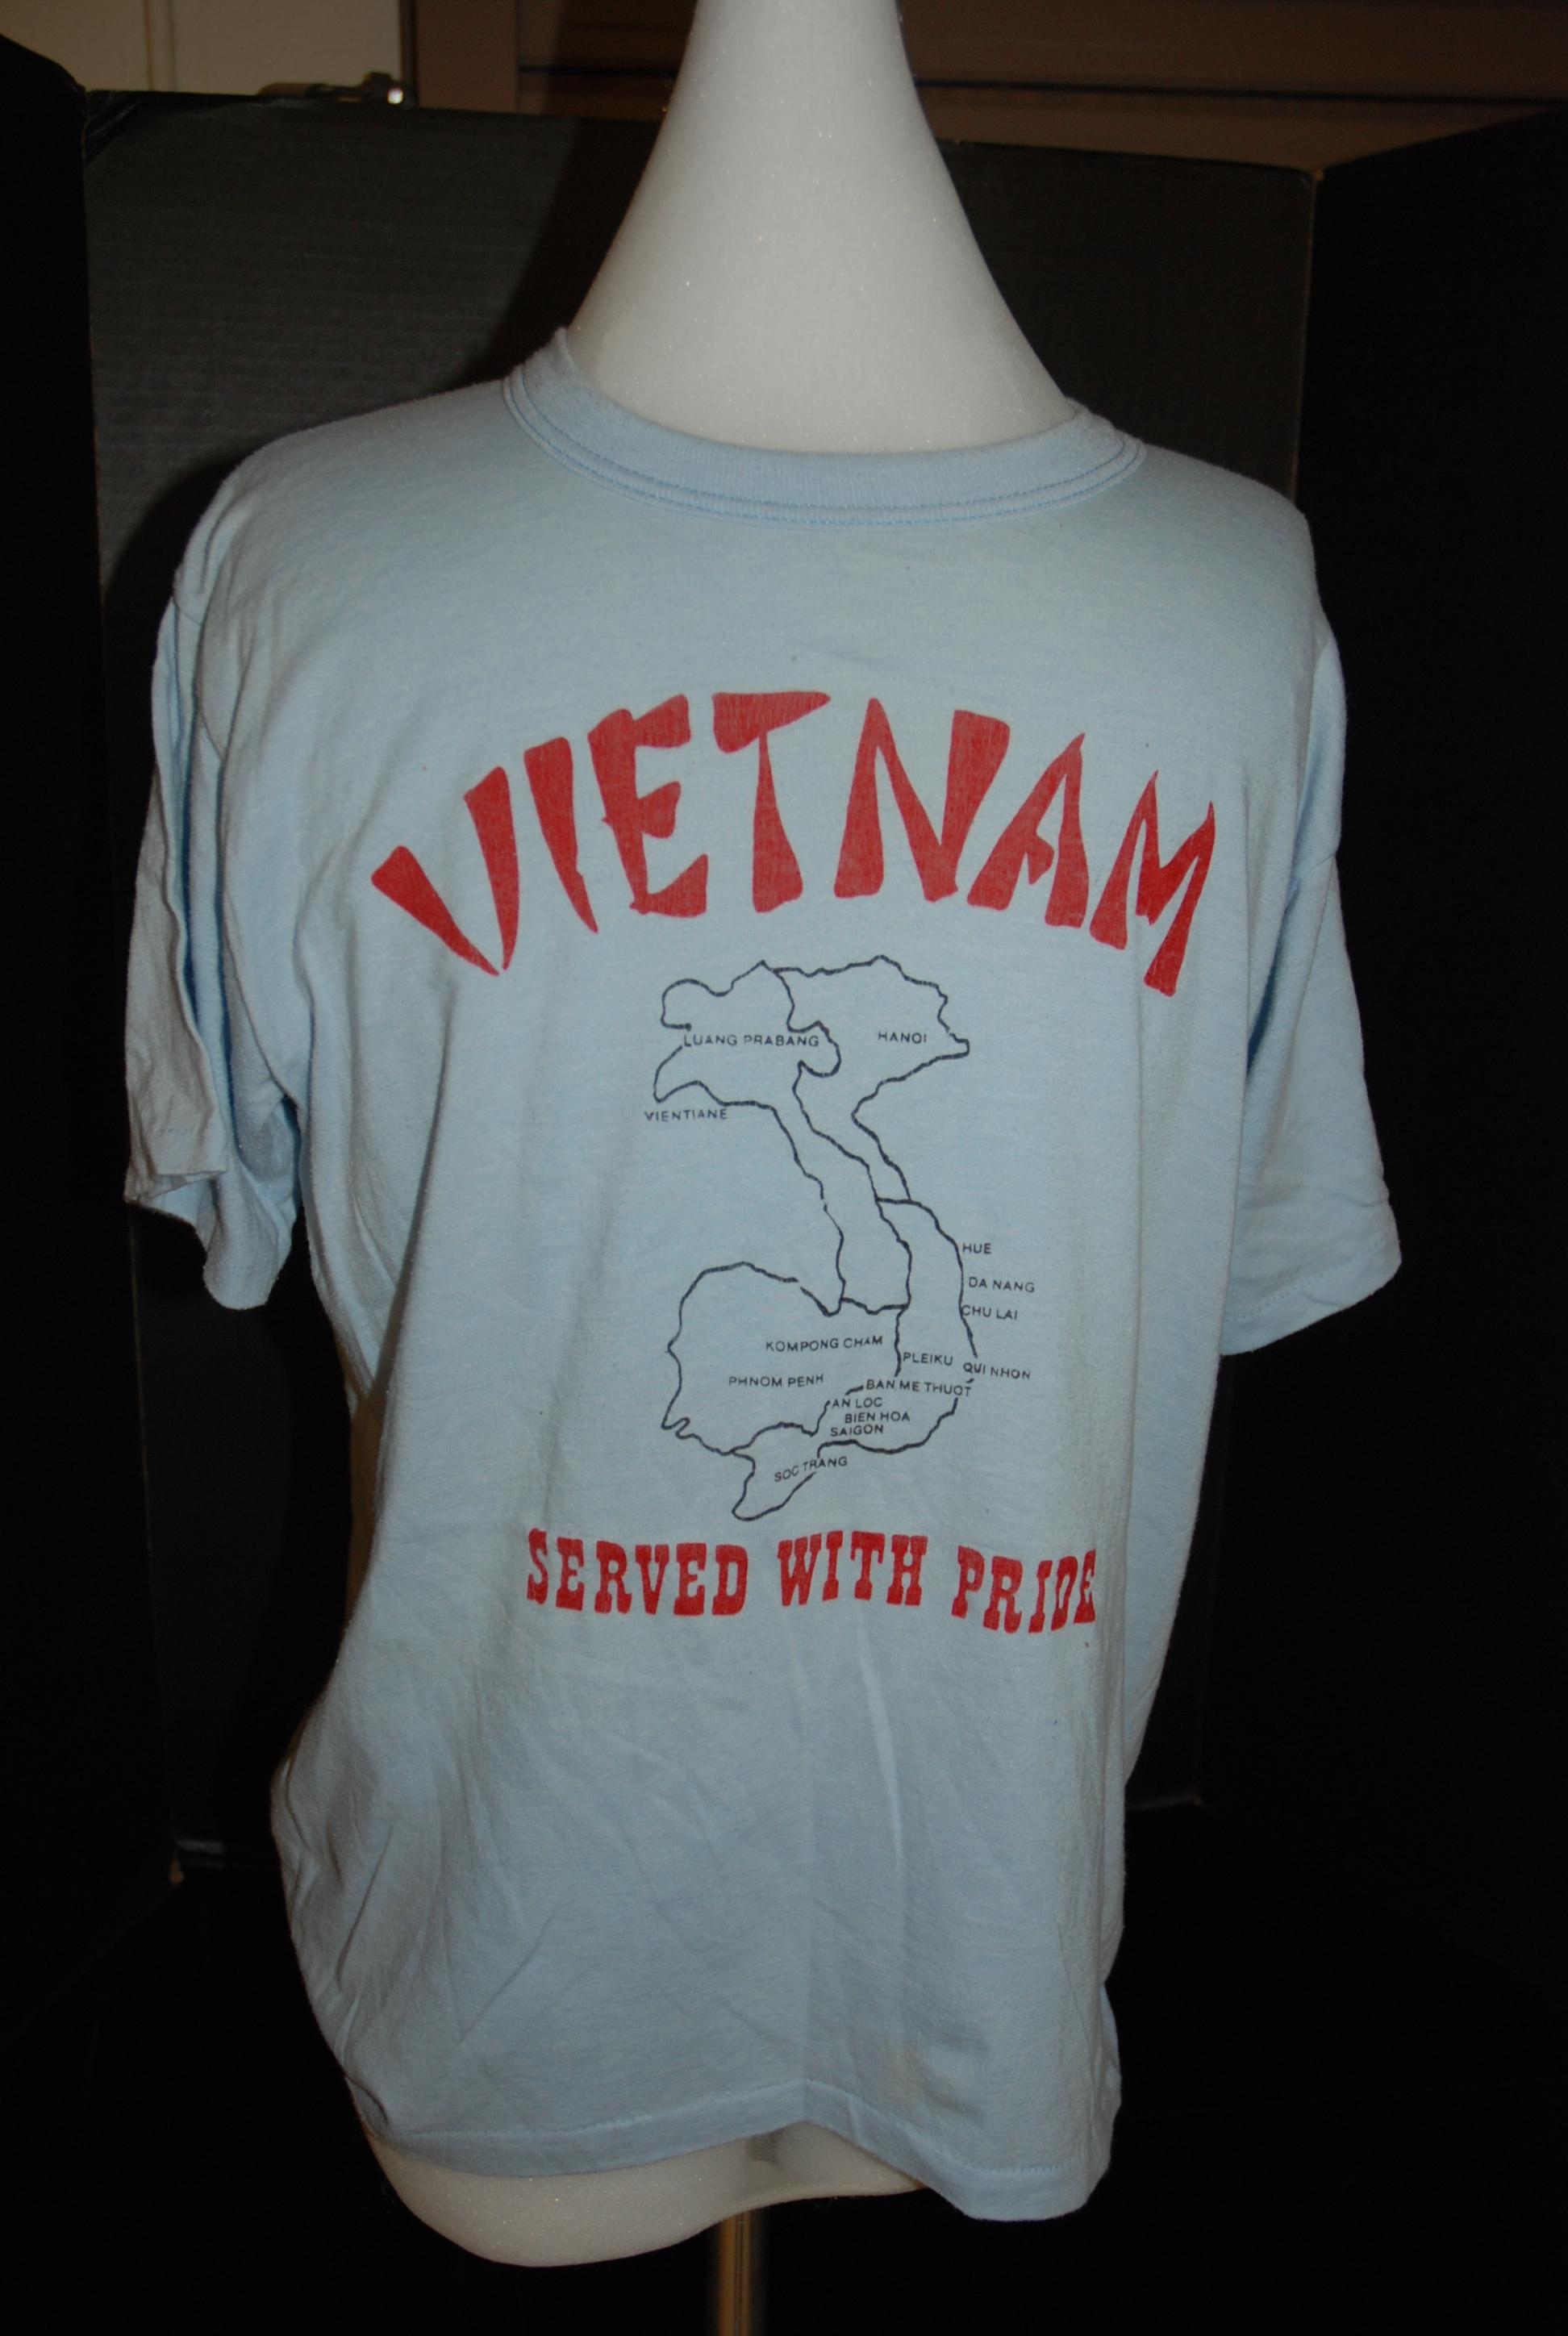 VIETNAM
LUANG PRABANG HANOI
VIENTIANE
HUE
DA NANG
CHU LAI
KOMPONG CHAM
PLEIKU QUI NHON
PHNOM PENH BAN ME THUOT
AN LOC
BIEN HOA
SAIGON
SOC TRANG
SERVED WITH PRIDE